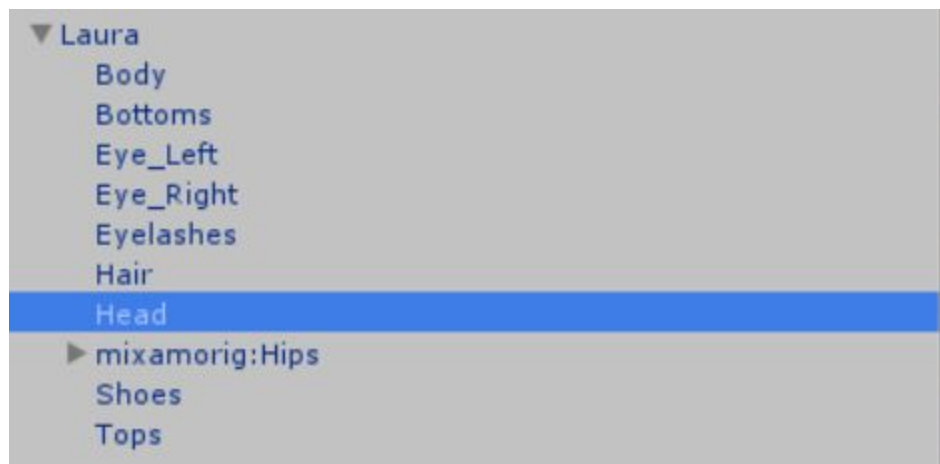 Laura
Body
Bottoms
Eye_Left
Eye_Right
Eyelashes
Hair
Head
mixamorig:Hips
Shoes
Tops